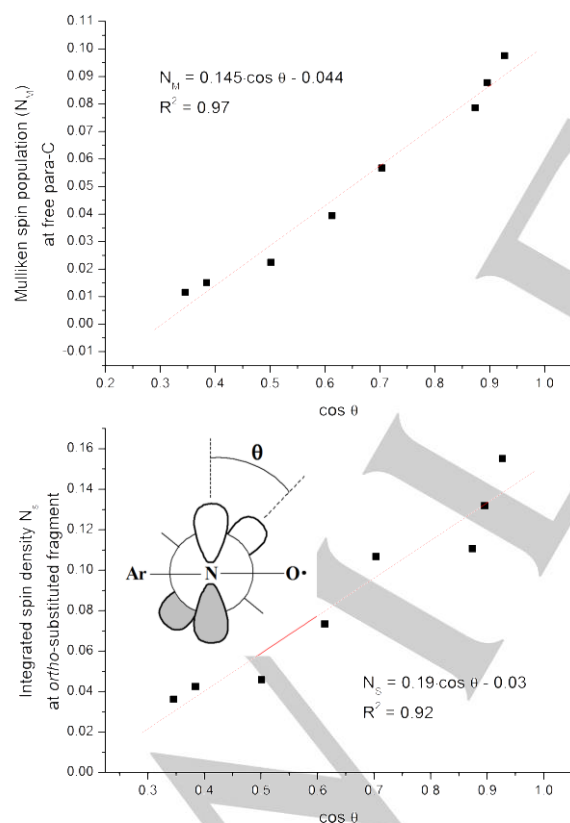 0.11
0.10
0.09
0.08
0.07
0.06
0.05
0.04
0.03
0.02
0.01
0.00
-0.01
Mulliken spin population (N_M)
at free para-C
N_M = 0.145·cos θ - 0.044
R² = 0.97
0.2 0.3 0.4 0.5 0.6 0.7 0.8 0.9 1.0
cos θ
0.16
0.14
0.12
0.10
0.08
0.06
0.04
0.02
0.00
Integrated spin density N_S
at ortho-substituted fragment
θ
Ar N O•
N_S = 0.19·cos θ - 0.03
R² = 0.92
0.3 0.4 0.5 0.6 0.7 0.8 0.9 1.0
cos θ